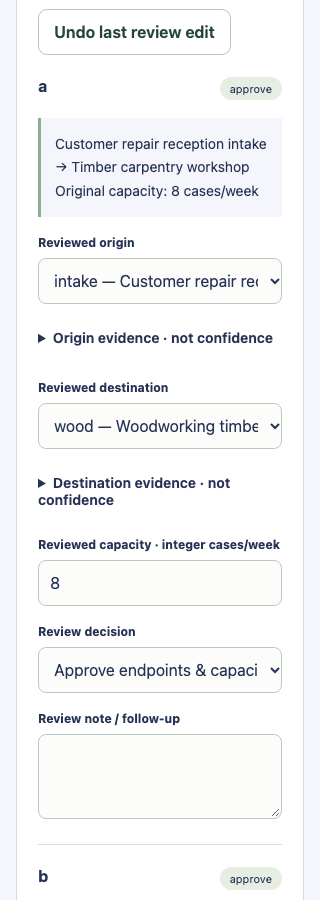 Undo last review edit
a
approve
Customer repair reception intake
→ Timber carpentry workshop
Original capacity: 8 cases/week
Reviewed origin
intake — Customer repair rec
Origin evidence · not confidence
Reviewed destination
wood — Woodworking timbe
Destination evidence · not
confidence
Reviewed capacity · integer cases/week
8
Review decision
Approve endpoints & capaci
Review note / follow-up
b
approve